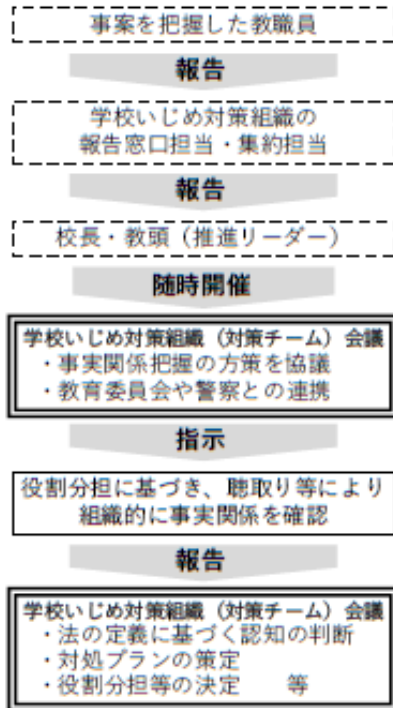 事案を把握した教職員
報告
学校いじめ対策組織の
報告窓口担当・集約担当
報告
校長・教頭（推進リーダー）
随時開催
学校いじめ対策組織（対策チーム）会議
・事実関係把握の方策を協議
・教育委員会や警察との連携
指示
役割分担に基づき、聴取り等により
組織的に事実関係を確認
報告
学校いじめ対策組織（対策チーム）会議
・法の定義に基づく認知の判断
・対処プランの策定
・役割分担等の決定　　等